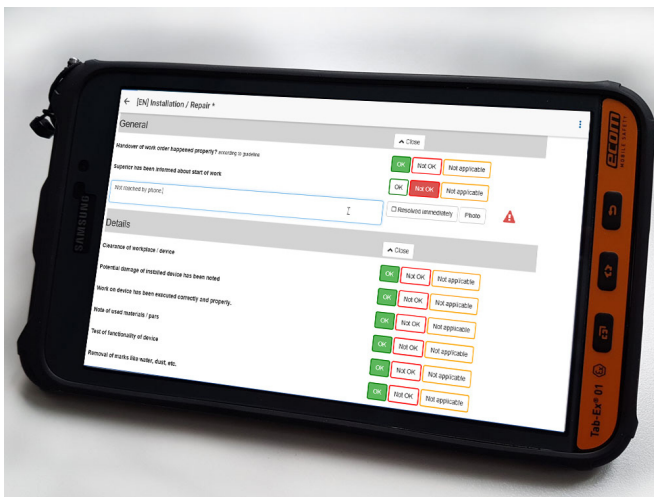 ← [EN] Installation / Repair *
General
Close
Handover of work order happened properly? according to guideline
OK Not OK Not applicable
Superior has been informed about start of work
OK Not OK Not applicable
Not reached by phone
Resolved immediately Photo
Details
Close
Clearance of workplace / device
OK Not OK Not applicable
Potential damage of installed device has been noted
OK Not OK Not applicable
Work on device has been executed correctly and properly.
OK Not OK Not applicable
Note of used materials / pars
OK Not OK Not applicable
Test of functionality of device
OK Not OK Not applicable
Removal of marks like water, dust, etc.
OK Not OK Not applicable
SAMSUNG
ecom
MOBILE SAFETY
Tab-Ex® 01